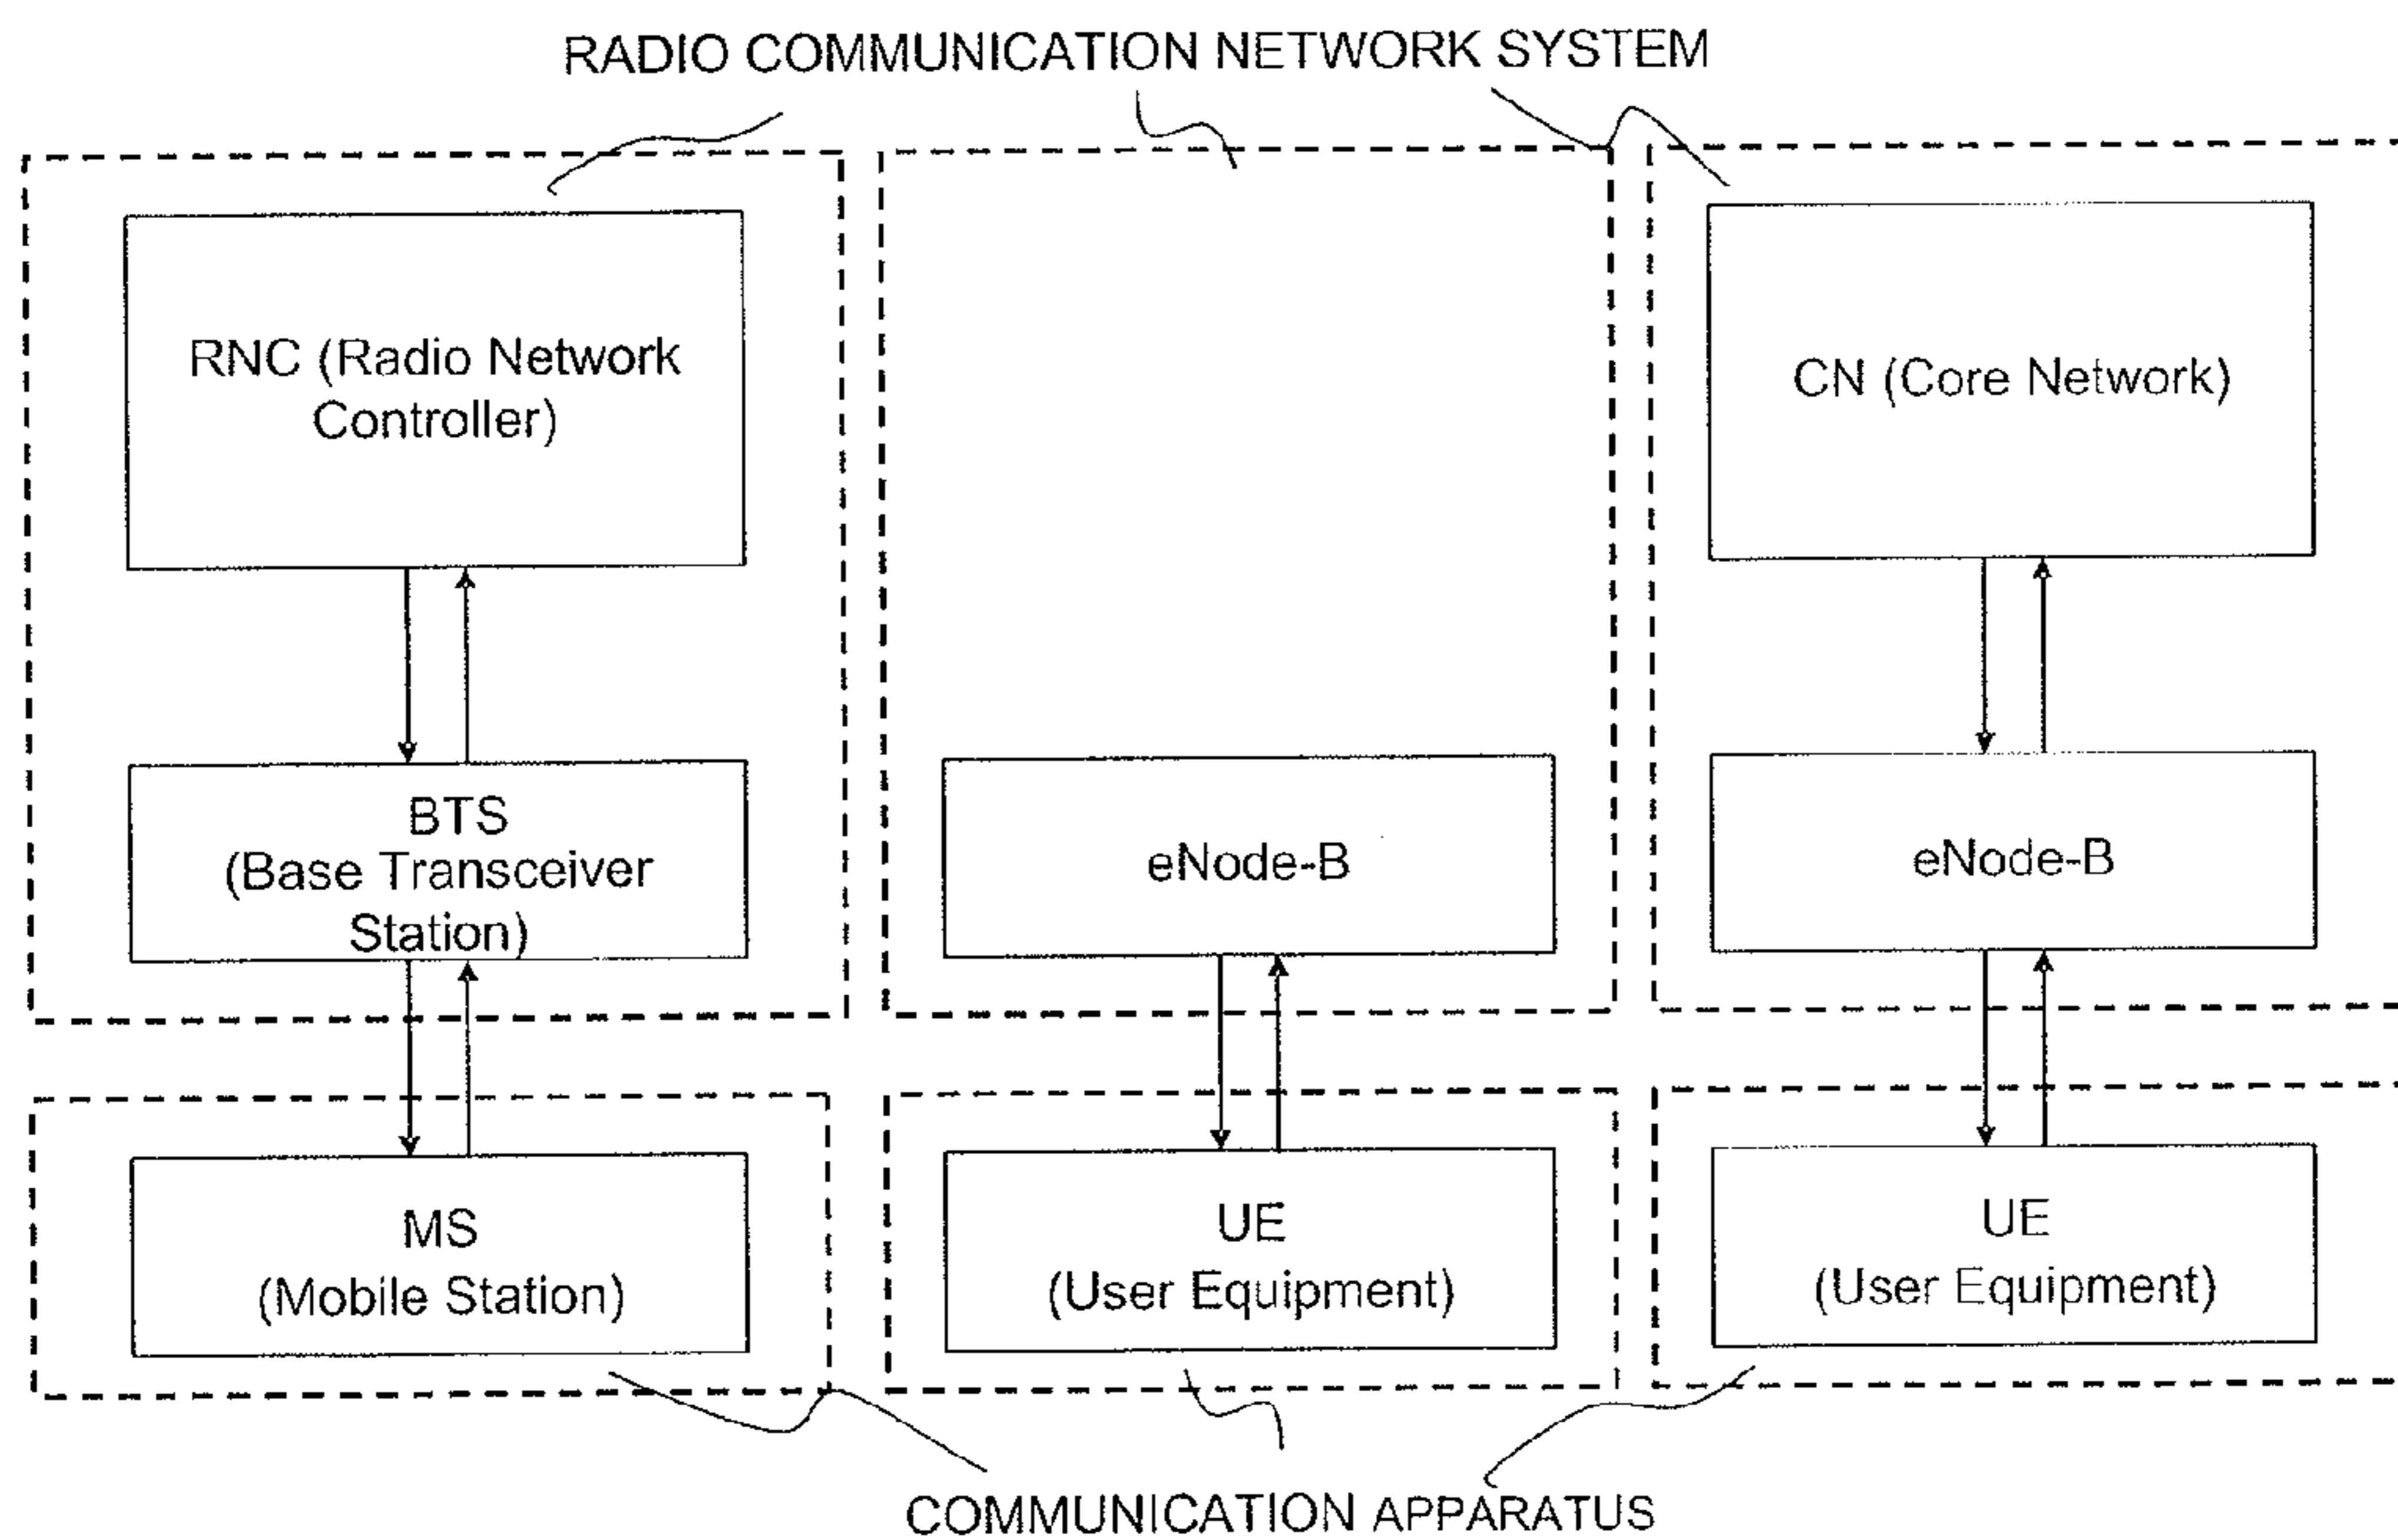 RADIO COMMUNICATION NETWORK SYSTEM
RNC (Radio Network
Controller)
CN (Core Network)
BTS
(Base Transceiver
Station)
eNode-B
eNode-B
MS
(Mobile Station)
UE
(User Equipment)
UE
(User Equipment)
COMMUNICATION APPARATUS